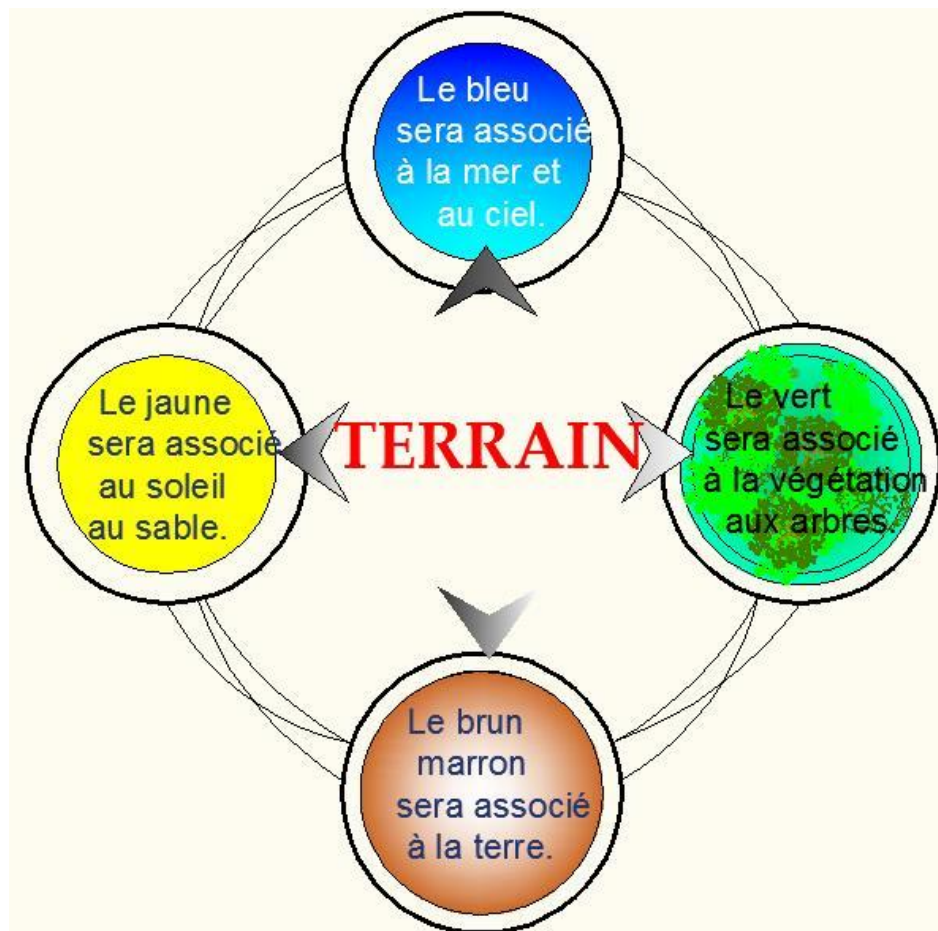 Le bleu
sera associé
à la mer et
au ciel.
Le jaune
sera associé
au soleil
au sable.
TERRAIN
Le vert
sera associé
à la végétation
aux arbres.
Le brun
marron
sera associé
à la terre.